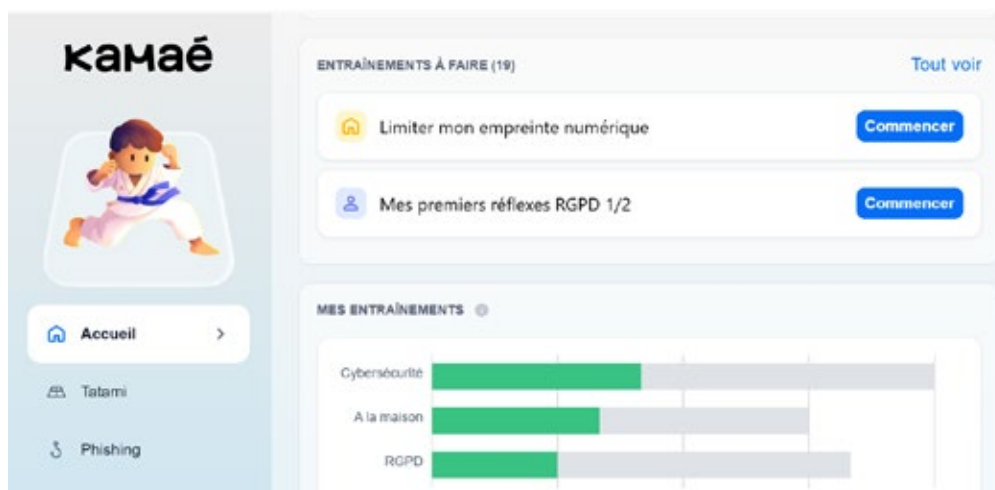 Kamaé
ENTRAÎNEMENTS À FAIRE (19)
Tout voir
Limiter mon empreinte numérique
Commencer
Mes premiers réflexes RGPD 1/2
Commencer
Accueil
Tatami
Phishing
MES ENTRAÎNEMENTS
Cybersécurité
A la maison
RGPD